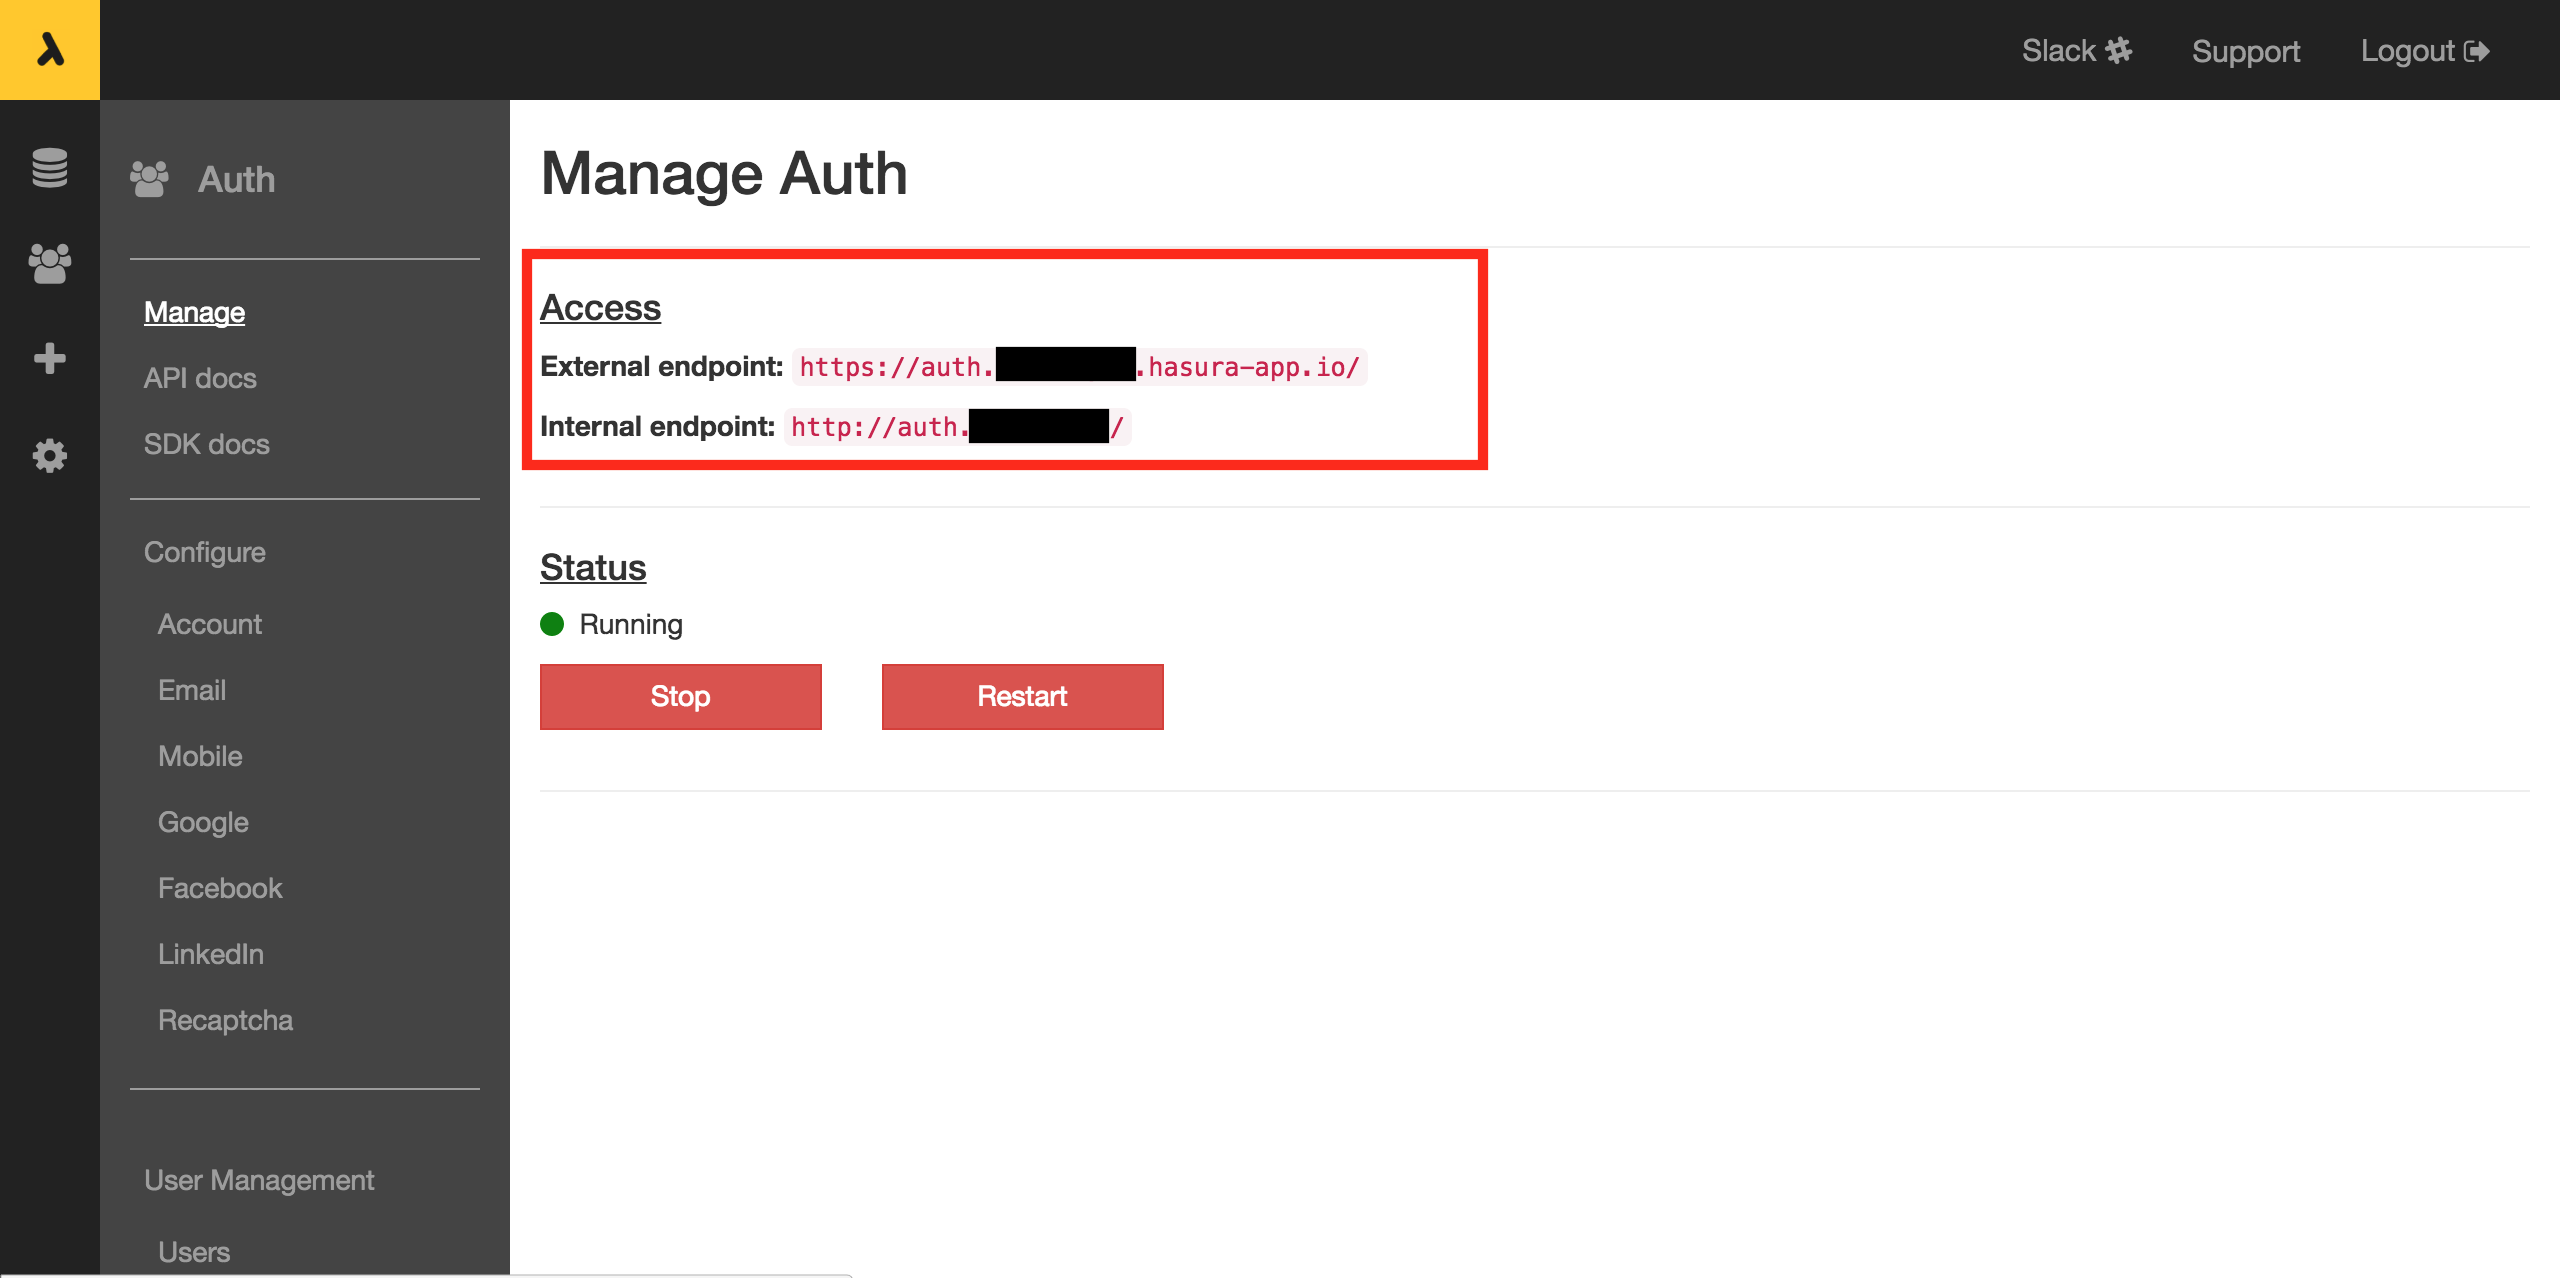 Slack
Support
Logout
Auth
Manage
API docs
SDK docs
Configure
Account
Email
Mobile
Google
Facebook
LinkedIn
Recaptcha
User Management
Users
Manage Auth
Access
External endpoint: https://auth. .hasura-app.io/
Internal endpoint: http://auth. /
Status
Running
Stop
Restart